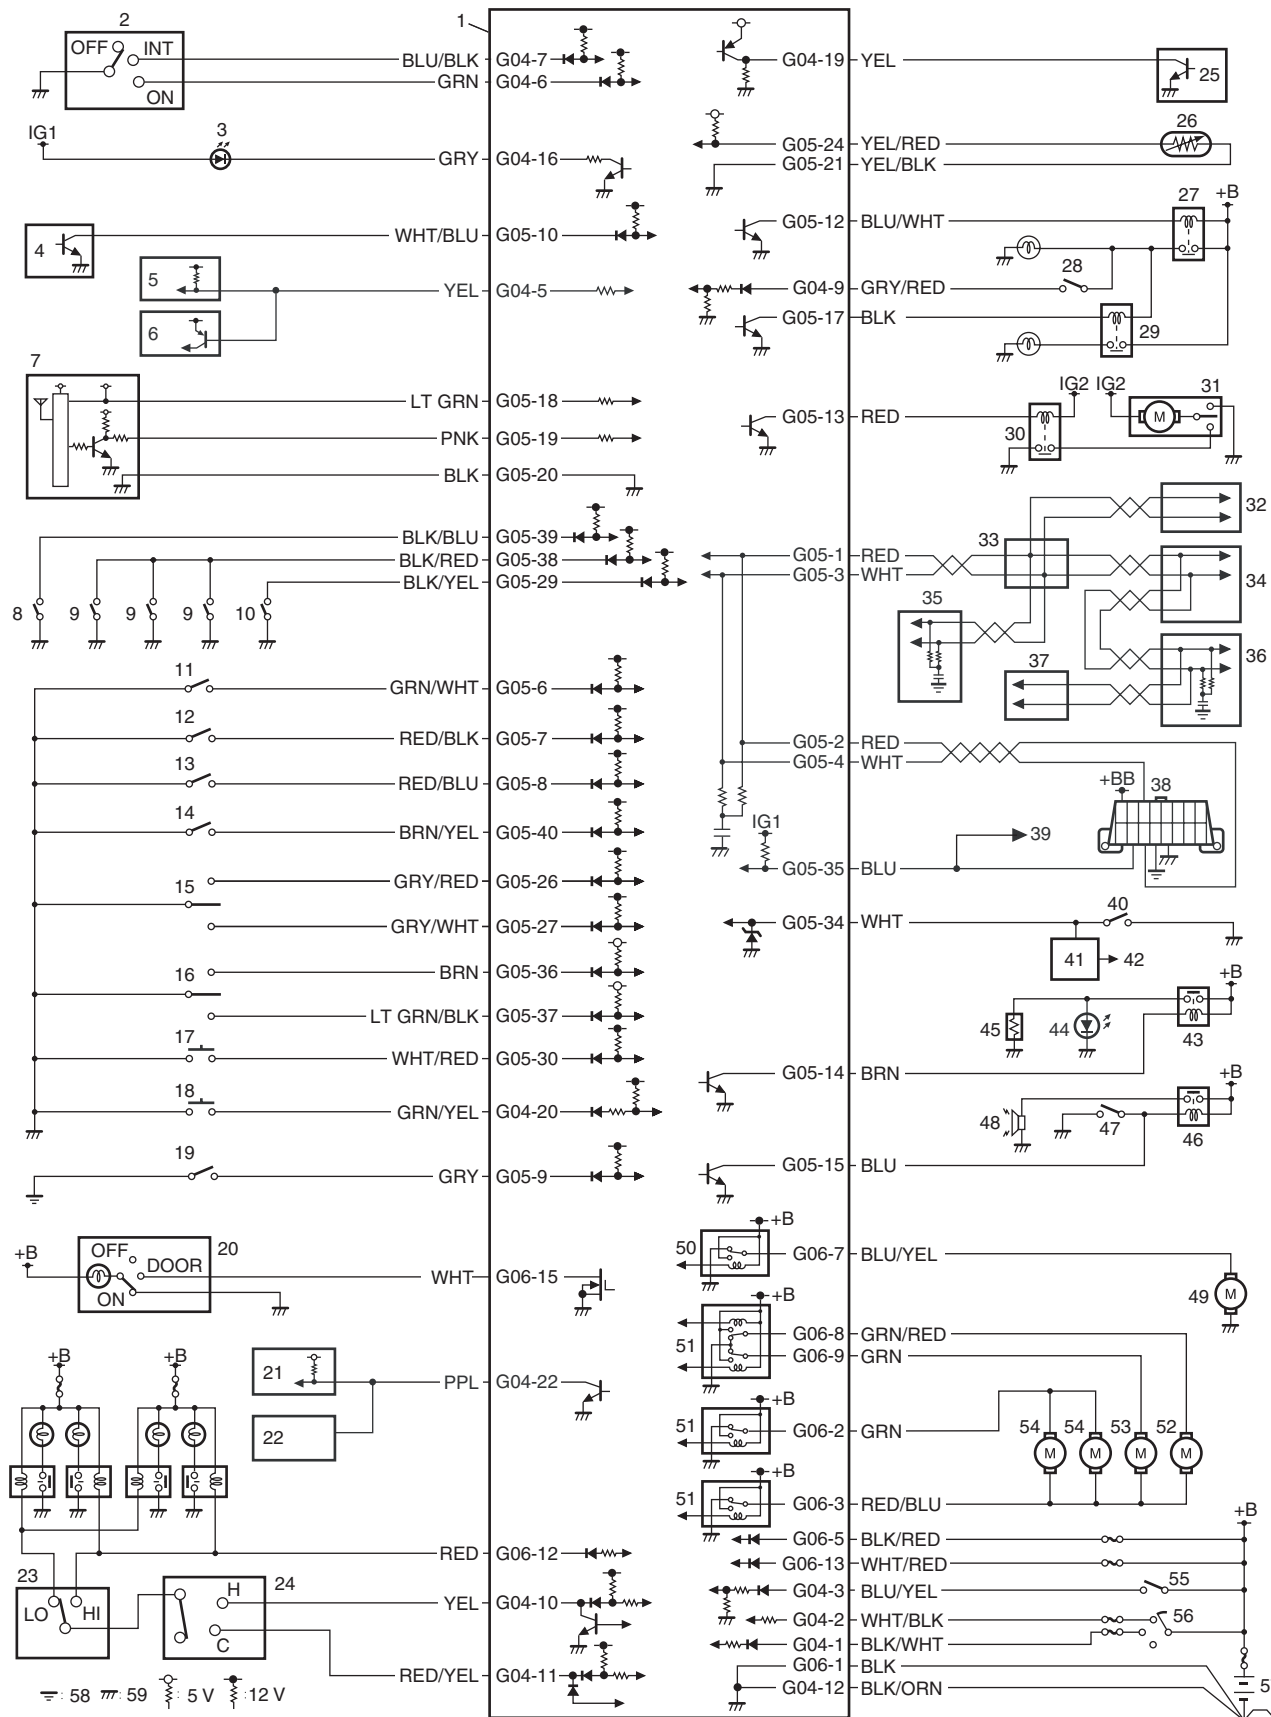 1
2
OFF
INT
ON
BLU/BLK
G04-7
GRN
G04-6
IG1
3
GRY
G04-16
4
WHT/BLU
G05-10
5
6
YEL
G04-5
7
LT GRN
G05-18
PNK
G05-19
BLK
G05-20
BLK/BLU
G05-39
BLK/RED
G05-38
BLK/YEL
G05-29
8
9
9
9
10
11
GRN/WHT
G05-6
12
RED/BLK
G05-7
13
RED/BLU
G05-8
14
BRN/YEL
G05-40
15
GRY/RED
G05-26
GRY/WHT
G05-27
16
BRN
G05-36
LT GRN/BLK
G05-37
17
WHT/RED
G05-30
18
GRN/YEL
G04-20
19
GRY
G05-9
+B
OFF
DOOR
ON
20
WHT
G06-15
+B
+B
21
22
PPL
G04-22
RED
G06-12
23
LO
HI
24
H
C
YEL
G04-10
RED/YEL
G04-11
: 58
: 59
: 5 V
: 12 V
G04-19
YEL
25
G05-24
YEL/RED
26
G05-21
YEL/BLK
27
+B
G05-12
BLU/WHT
28
G04-9
GRY/RED
G05-17
BLK
29
IG2
IG2
31
M
G05-13
RED
30
32
33
34
G05-1
RED
G05-3
WHT
35
36
37
G05-2
RED
G05-4
WHT
+BB
38
IG1
39
G05-35
BLU
40
G05-34
WHT
41
42
+B
45
44
43
G05-14
BRN
+B
48
47
46
G05-15
BLU
+B
50
G06-7
BLU/YEL
49
M
+B
51
G06-8
GRN/RED
G06-9
GRN
+B
51
G06-2
GRN
54
54
53
52
M
M
M
M
+B
51
G06-3
RED/BLU
+B
G06-5
BLK/RED
G06-13
WHT/RED
G04-3
BLU/YEL
55
G04-2
WHT/BLK
56
G04-1
BLK/WHT
G06-1
BLK
G04-12
BLK/ORN